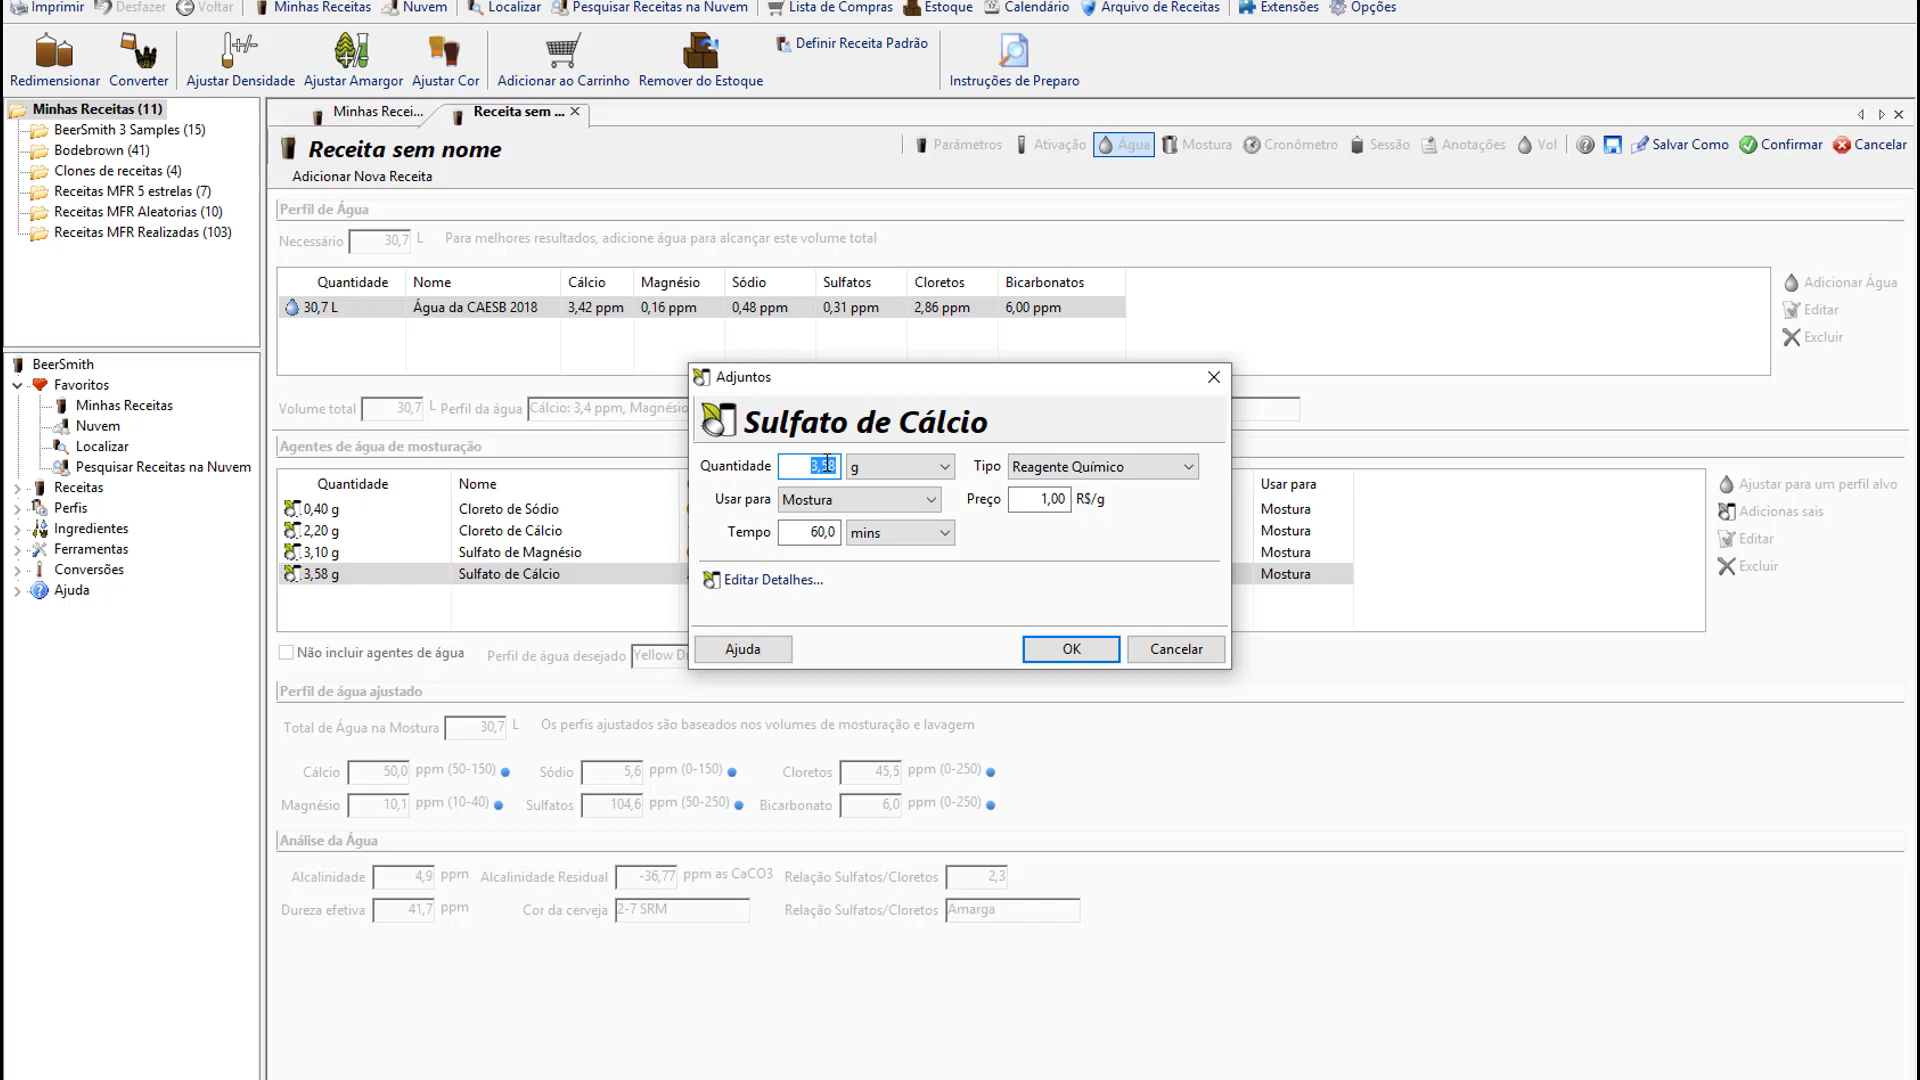 Imprimir Desfazer Voltar Minhas Receitas Nuvem Localizar Pesquisar Receitas na Nuvem Lista de Compras Estoque Calendário Arquivo de Receitas Extensões Opções
Definir Receita Padrão
Redimensionar Converter Ajustar Densidade Ajustar Amargor Ajustar Cor Adicionar ao Carrinho Remover do Estoque Instruções de Preparo
Minhas Receitas (11)
BeerSmith 3 Samples (15)
Bodebrown (41)
Clones de receitas (4)
Receitas MFR 5 estrelas (7)
Receitas MFR Aleatorias (10)
Receitas MFR Realizadas (103)
BeerSmith
Favoritos
Minhas Receitas
Nuvem
Localizar
Pesquisar Receitas na Nuvem
Receitas
Perfis
Ingredientes
Ferramentas
Conversões
Ajuda
Minhas Recei... Receita sem ...
Receita sem nome
Parâmetros Ativação Água Mostura Cronômetro Sessão Anotações Vol Salvar Como Confirmar Cancelar
Adicionar Nova Receita
Perfil de Água
Necessário 30,7 L Para melhores resultados, adicione água para alcançar este volume total
Quantidade Nome Cálcio Magnésio Sódio Sulfatos Cloretos Bicarbonatos
30,7 L Água da CAESB 2018 3,42 ppm 0,16 ppm 0,48 ppm 0,31 ppm 2,86 ppm 6,00 ppm
Adicionar Água
Editar
Excluir
Volume total 30,7 L Perfil da água Cálcio: 3,4 ppm, Magnésio
Agentes de água de mosturação
Quantidade Nome Usar para
0,40 g Cloreto de Sódio Mostura
2,20 g Cloreto de Cálcio Mostura
3,10 g Sulfato de Magnésio Mostura
3,58 g Sulfato de Cálcio Mostura
Ajustar para um perfil alvo
Adicionas sais
Editar
Excluir
Adjuntos
Sulfato de Cálcio
Quantidade 3,58 g Tipo Reagente Químico
Usar para Mostura Preço 1,00 R$/g
Tempo 60,0 mins
Editar Detalhes...
Ajuda OK Cancelar
Não incluir agentes de água Perfil de água desejado Yellow
Perfil de água ajustado
Total de Água na Mostura 30,7 L Os perfis ajustados são baseados nos volumes de mosturação e lavagem
Cálcio 50,0 ppm (50-150) Sódio 5,6 ppm (0-150) Cloretos 45,5 ppm (0-250)
Magnésio 10,1 ppm (10-40) Sulfatos 104,6 ppm (50-250) Bicarbonato 6,0 ppm (0-250)
Análise da Água
Alcalinidade 4,9 ppm Alcalinidade Residual -36,77 ppm as CaCO3 Relação Sulfatos/Cloretos 2,3
Dureza efetiva 41,7 ppm Cor da cerveja 2-7 SRM Relação Sulfatos/Cloretos Amarga